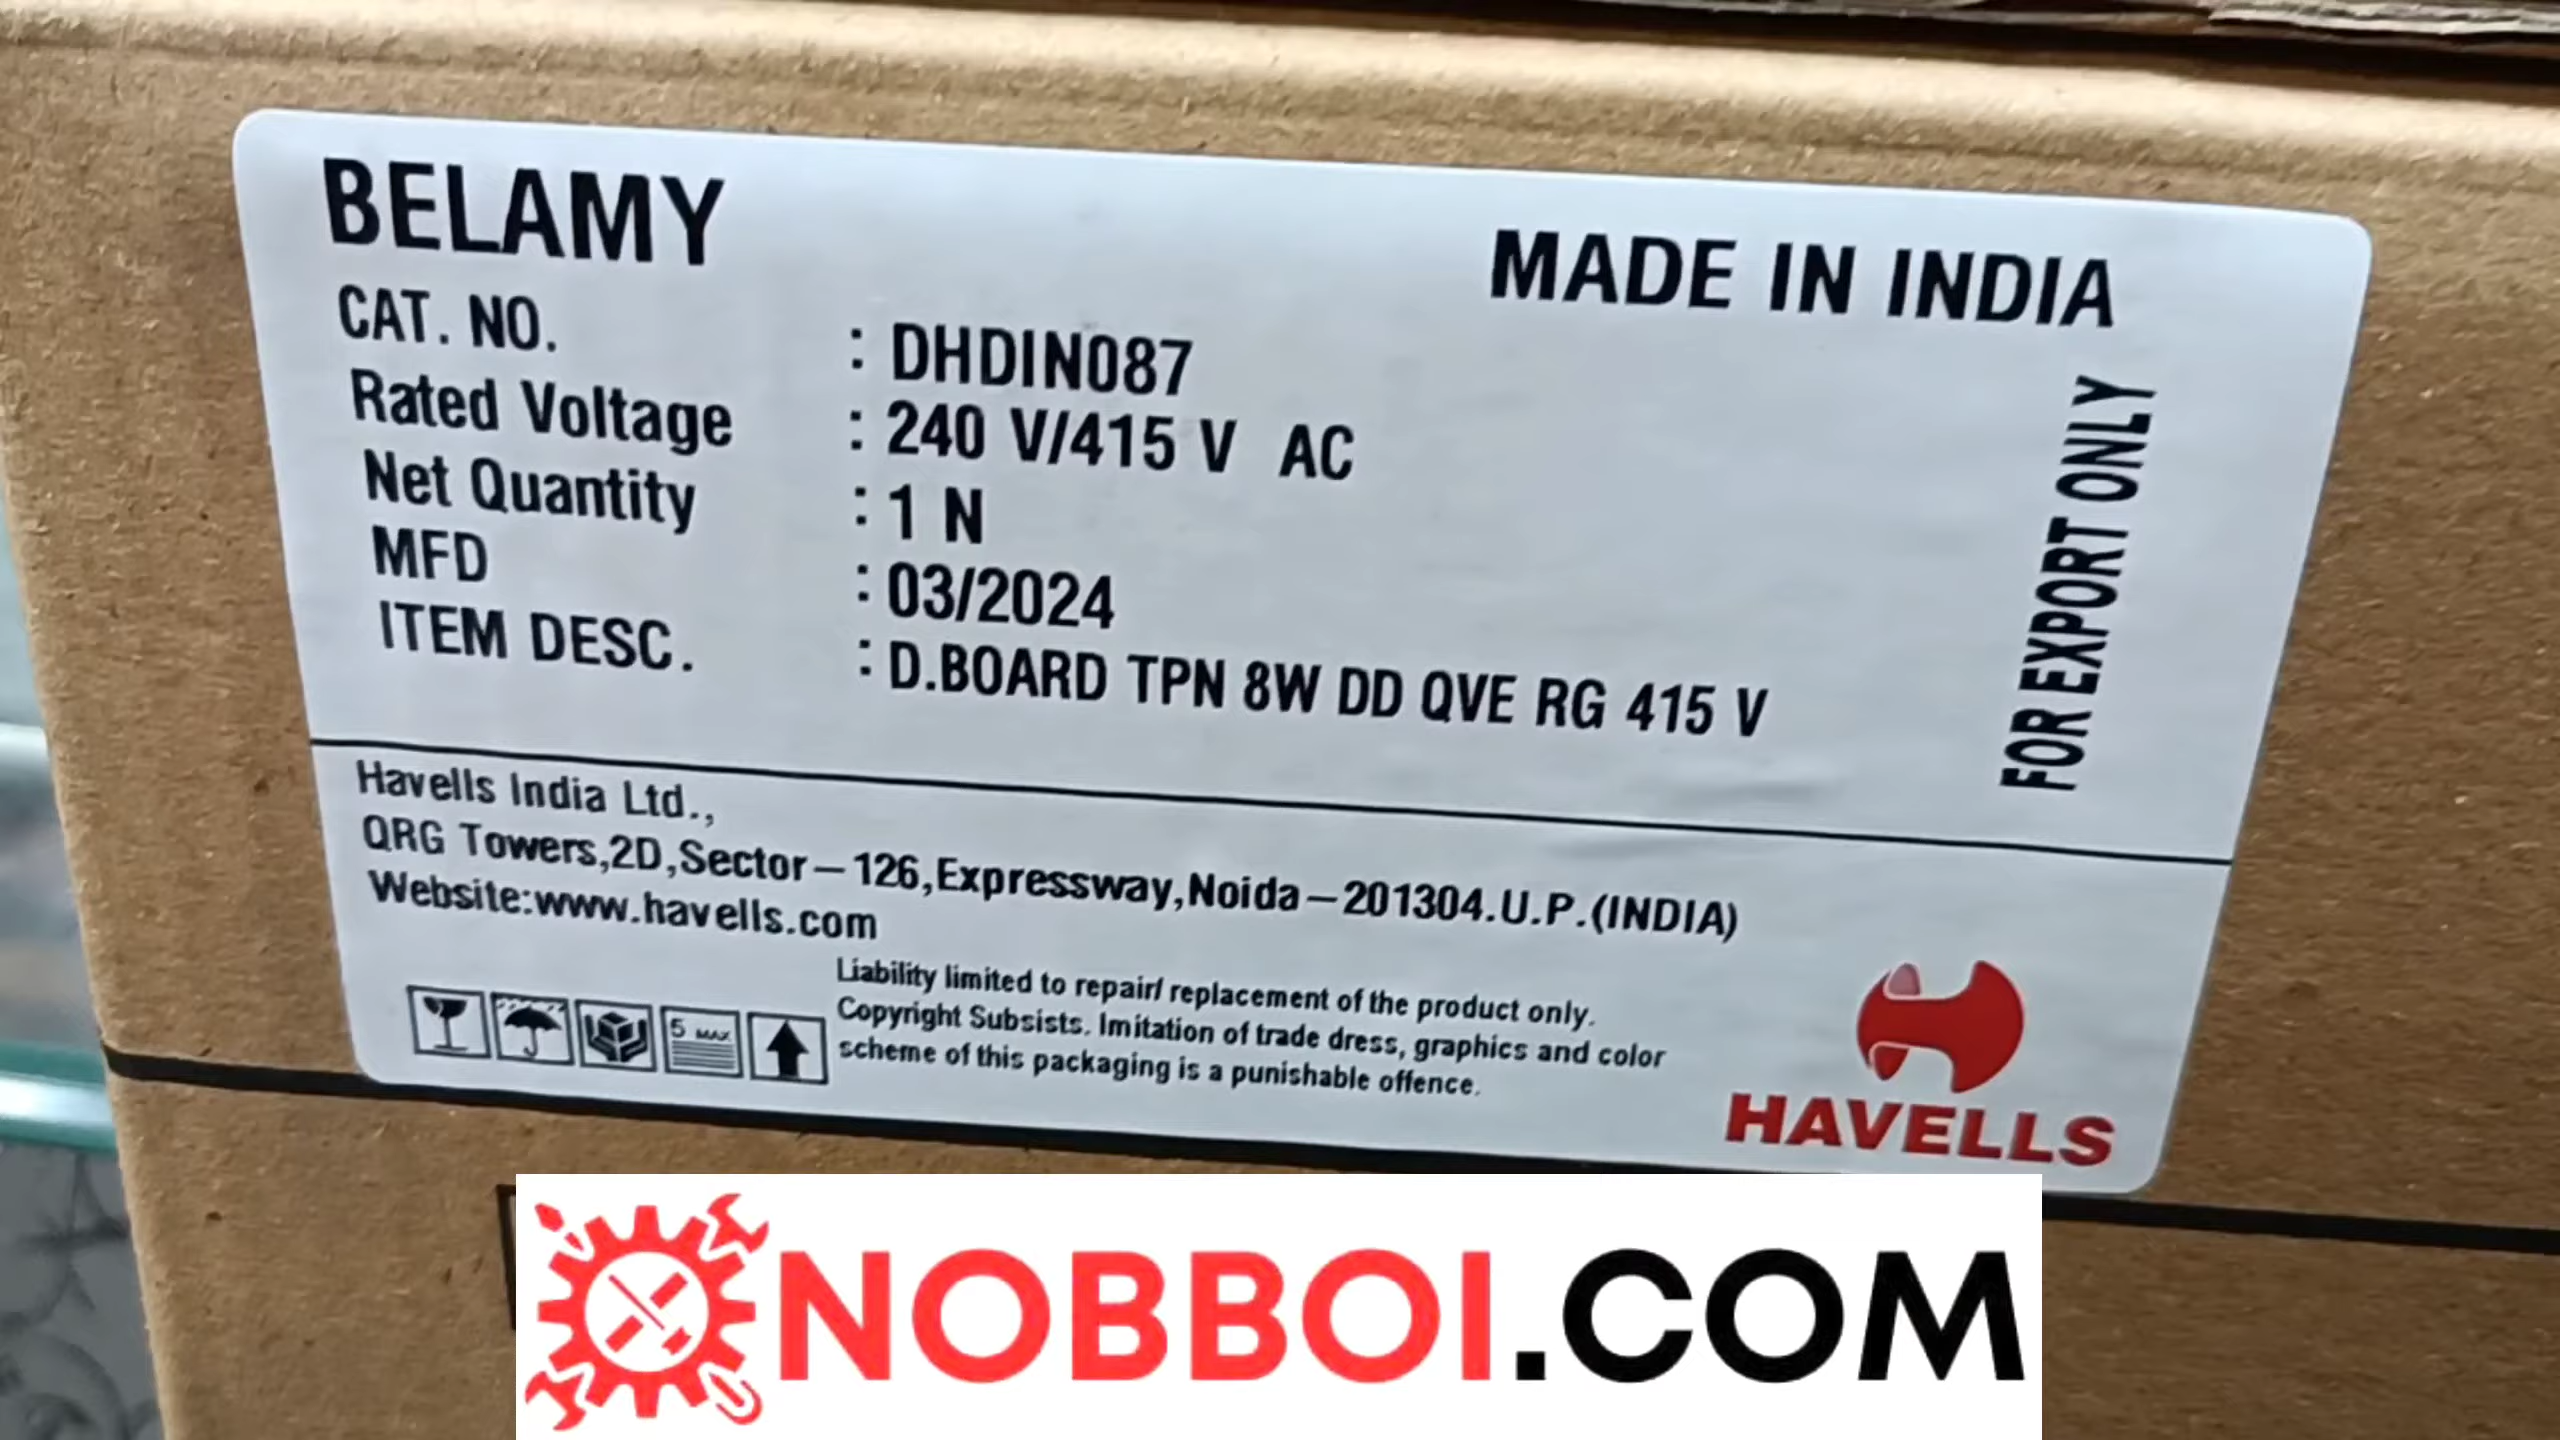 BELAMY
MADE IN INDIA
CAT. NO. : DHDIN087
Rated Voltage : 240 V/415 V AC
Net Quantity : 1 N
MFD : 03/2024
ITEM DESC. : D.BOARD TPN 8W DD QVE RG 415 V
FOR EXPORT ONLY
Havells India Ltd.,
QRG Towers,2D,Sector–126,Expressway,Noida–201304.U.P.(INDIA)
Website:www.havells.com
Liability limited to repair/ replacement of the product only.
Copyright Subsists. Imitation of trade dress, graphics and color
scheme of this packaging is a punishable offence.
5 MAX
HAVELLS
NOBBOI.COM